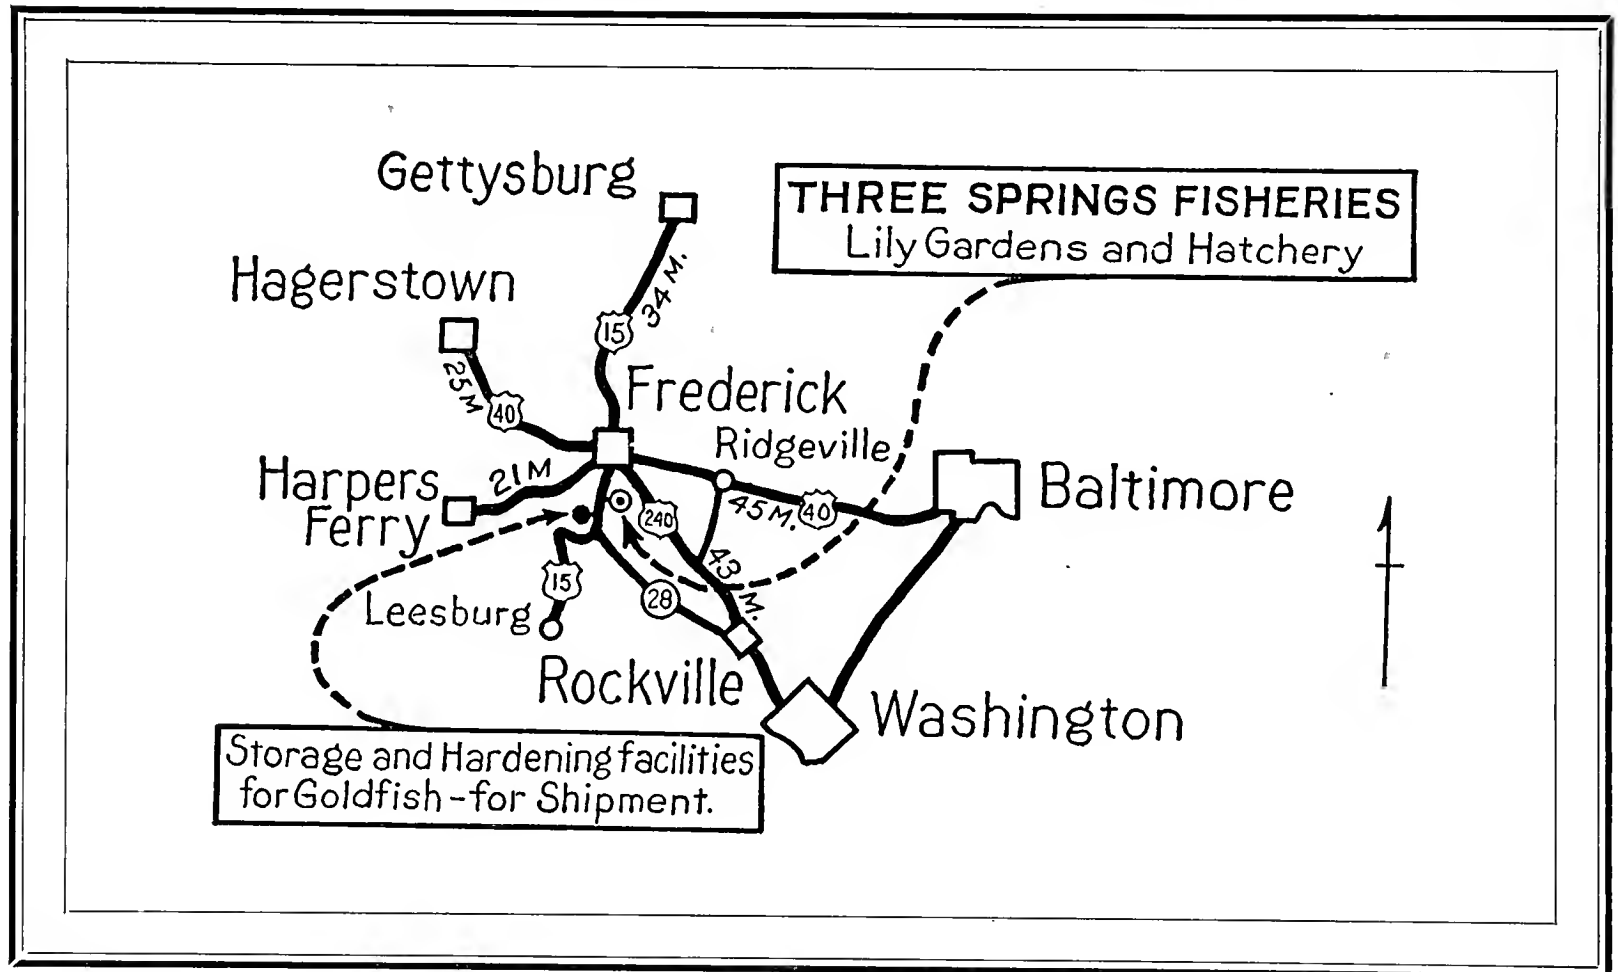 Gettysburg
THREE SPRINGS FISHERIES
Lily Gardens and Hatchery
Hagerstown
34 M.
15
25 M
40
Frederick
Ridgeville
Harpers
Ferry
21 M
240
45 M.
40
Baltimore
15
Leesburg
28
43 M.
Rockville
Washington
Storage and Hardening facilities
for Goldfish-for Shipment.